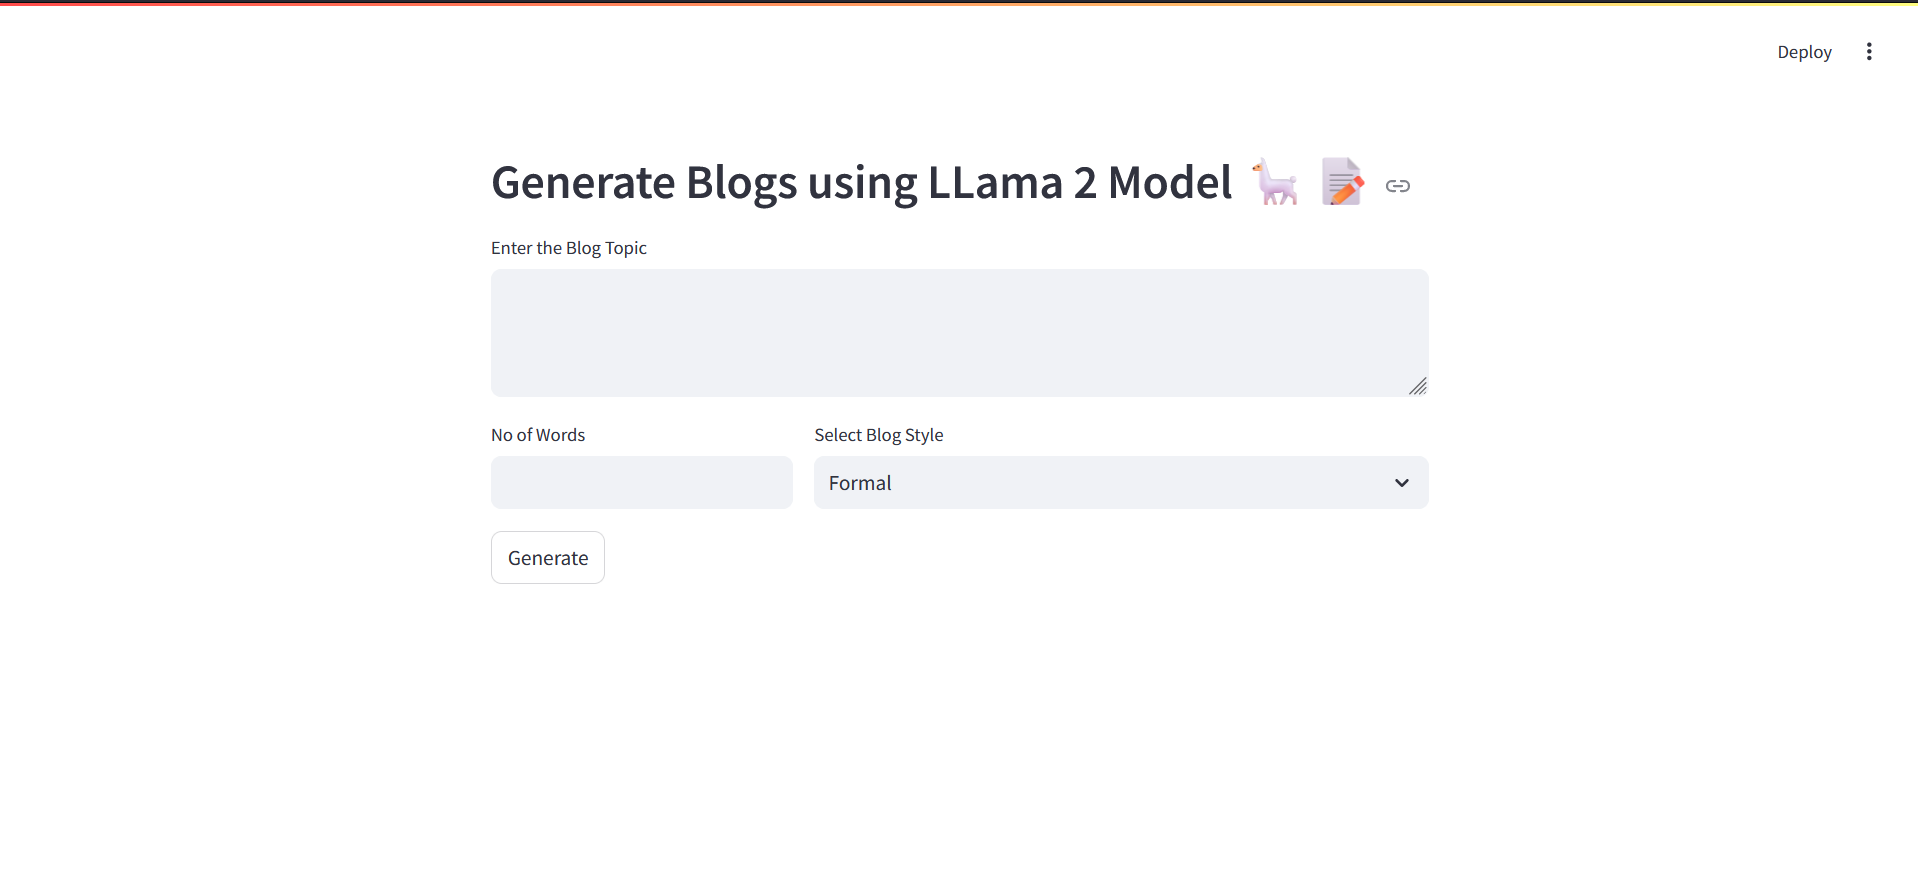 Deploy
Generate Blogs using LLama 2 Model 🦙 📝
Enter the Blog Topic
No of Words
Select Blog Style
Formal
Generate